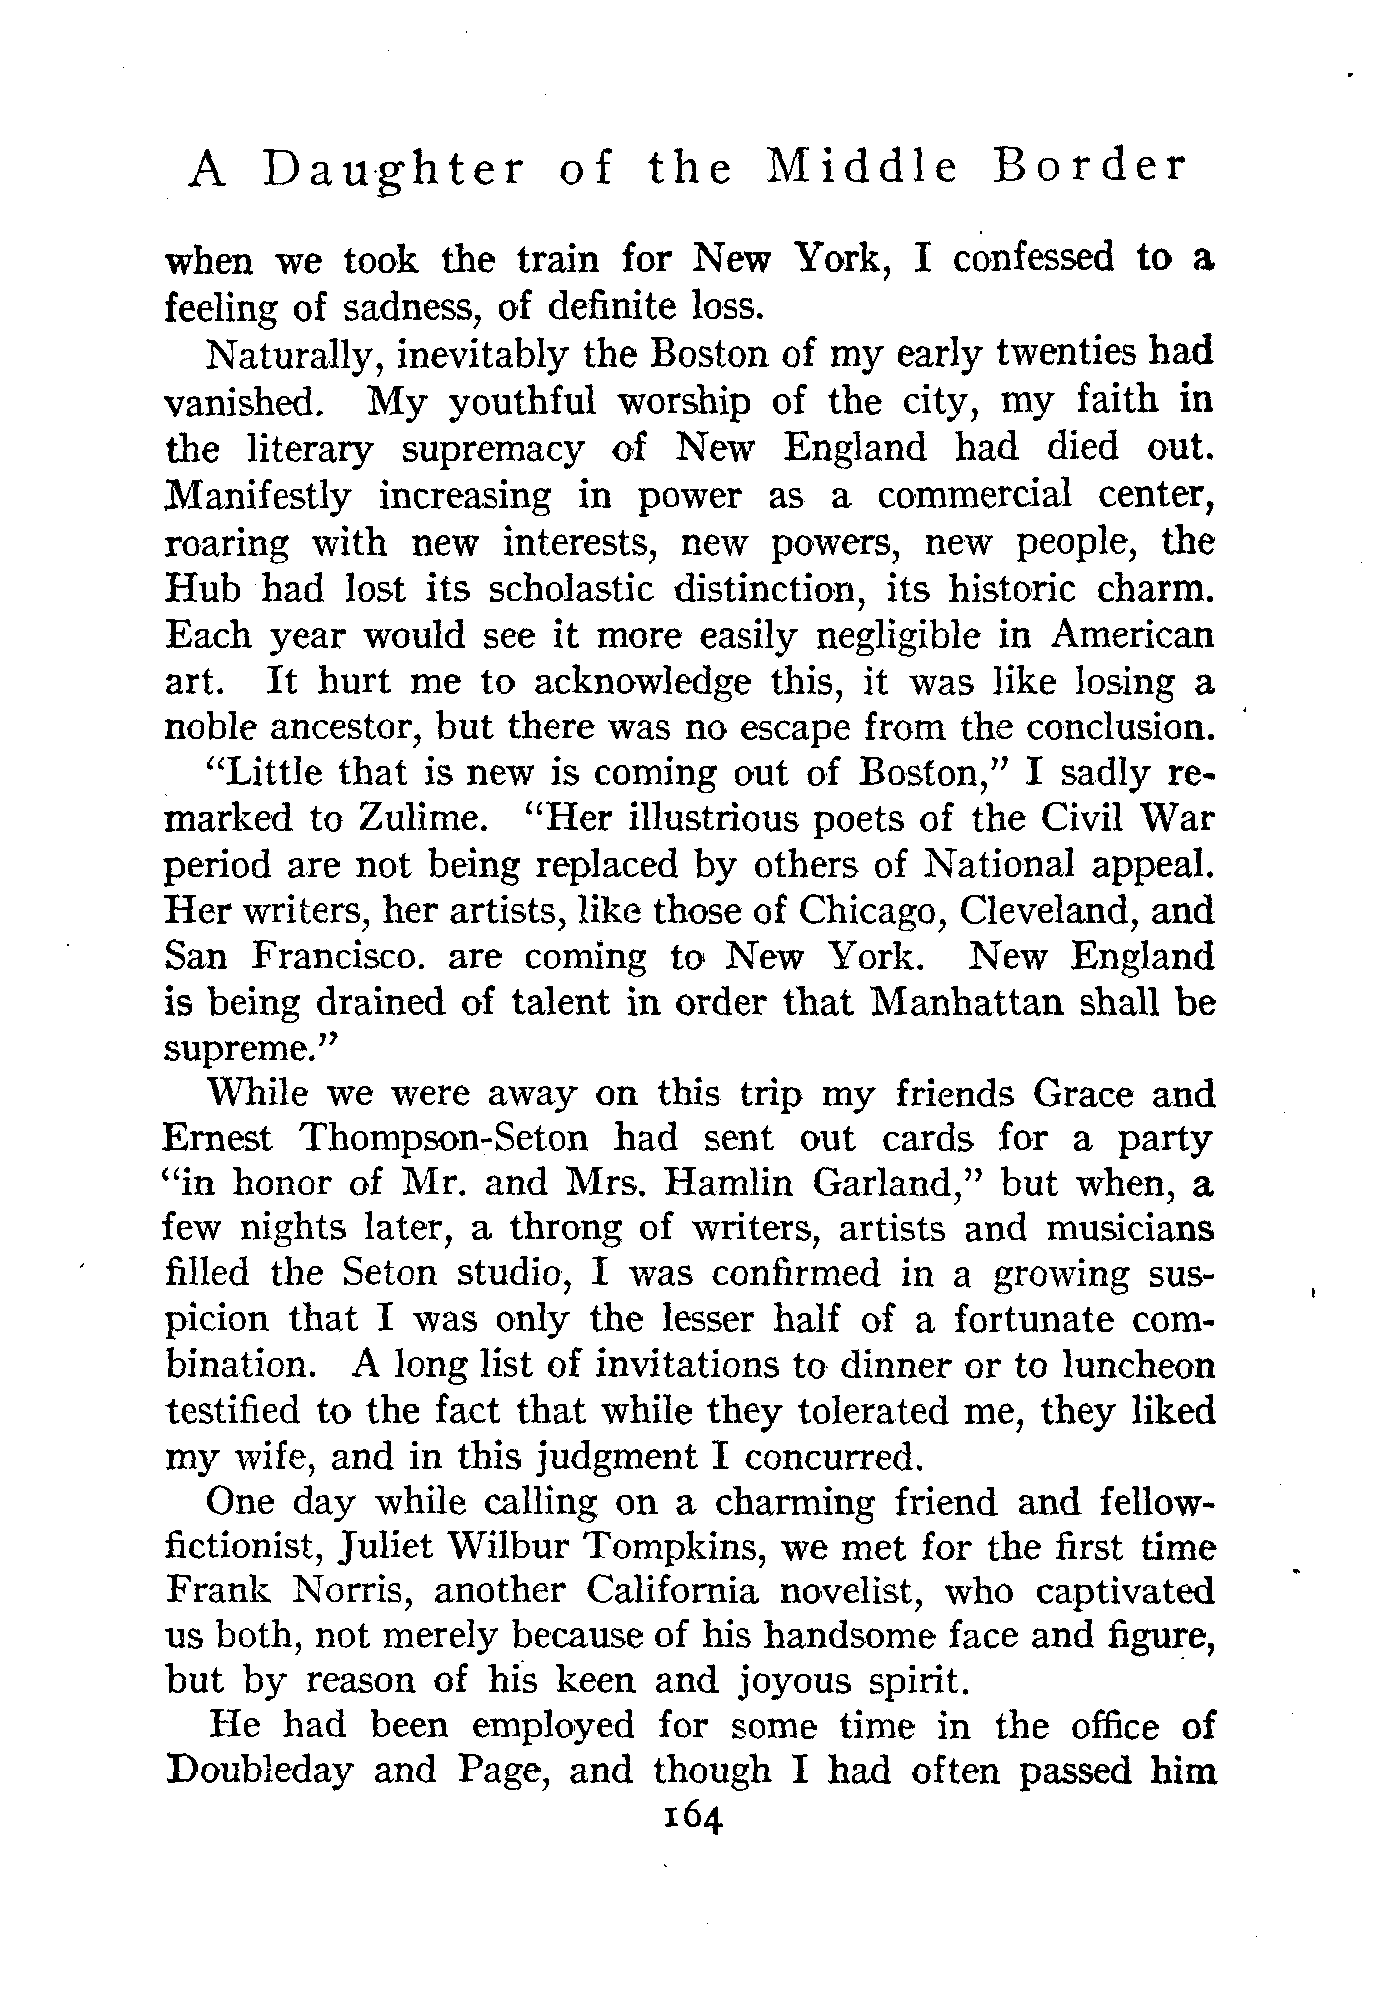 A Daughter of the Middle Border
when we took the train for New York, I confessed to a
feeling of sadness, of definite loss.
Naturally, inevitably the Boston of my early twenties had
vanished. My youthful worship of the city, my faith in
the literary supremacy of New England had died out.
Manifestly increasing in power as a commercial center,
roaring with new interests, new powers, new people, the
Hub had lost its scholastic distinction, its historic charm.
Each year would see it more easily negligible in American
art. It hurt me to acknowledge this, it was like losing a
noble ancestor, but there was no escape from the conclusion.
“Little that is new is coming out of Boston,” I sadly re-
marked to Zulime. “Her illustrious poets of the Civil War
period are not being replaced by others of National appeal.
Her writers, her artists, like those of Chicago, Cleveland, and
San Francisco. are coming to New York. New England
is being drained of talent in order that Manhattan shall be
supreme.”
While we were away on this trip my friends Grace and
Ernest Thompson-Seton had sent out cards for a party
“in honor of Mr. and Mrs. Hamlin Garland,” but when, a
few nights later, a throng of writers, artists and musicians
filled the Seton studio, I was confirmed in a growing sus-
picion that I was only the lesser half of a fortunate com-
bination. A long list of invitations to dinner or to luncheon
testified to the fact that while they tolerated me, they liked
my wife, and in this judgment I concurred.
One day while calling on a charming friend and fellow-
fictionist, Juliet Wilbur Tompkins, we met for the first time
Frank Norris, another California novelist, who captivated
us both, not merely because of his handsome face and figure,
but by reason of his keen and joyous spirit.
He had been employed for some time in the office of
Doubleday and Page, and though I had often passed him
164